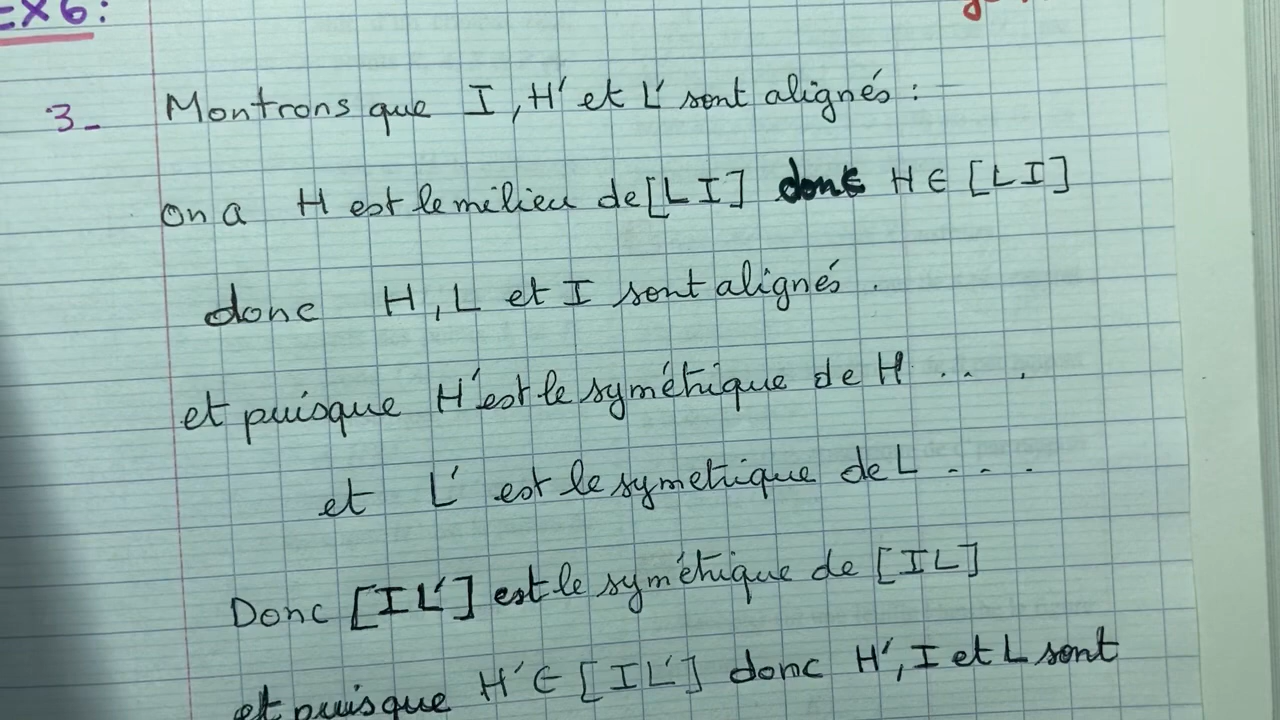 EX6:
3- Montrons que I, H' et L' sont alignés :
on a H est le milieu de [LI] donc H ∈ [LI]
donc H, L et I sont alignés.
et puisque H' est le symétrique de H ...
et L' est le symetrique de L ...
Donc [IL'] est le symétrique de [IL]
et puisque H' ∈ [IL'] donc H', I et L sont